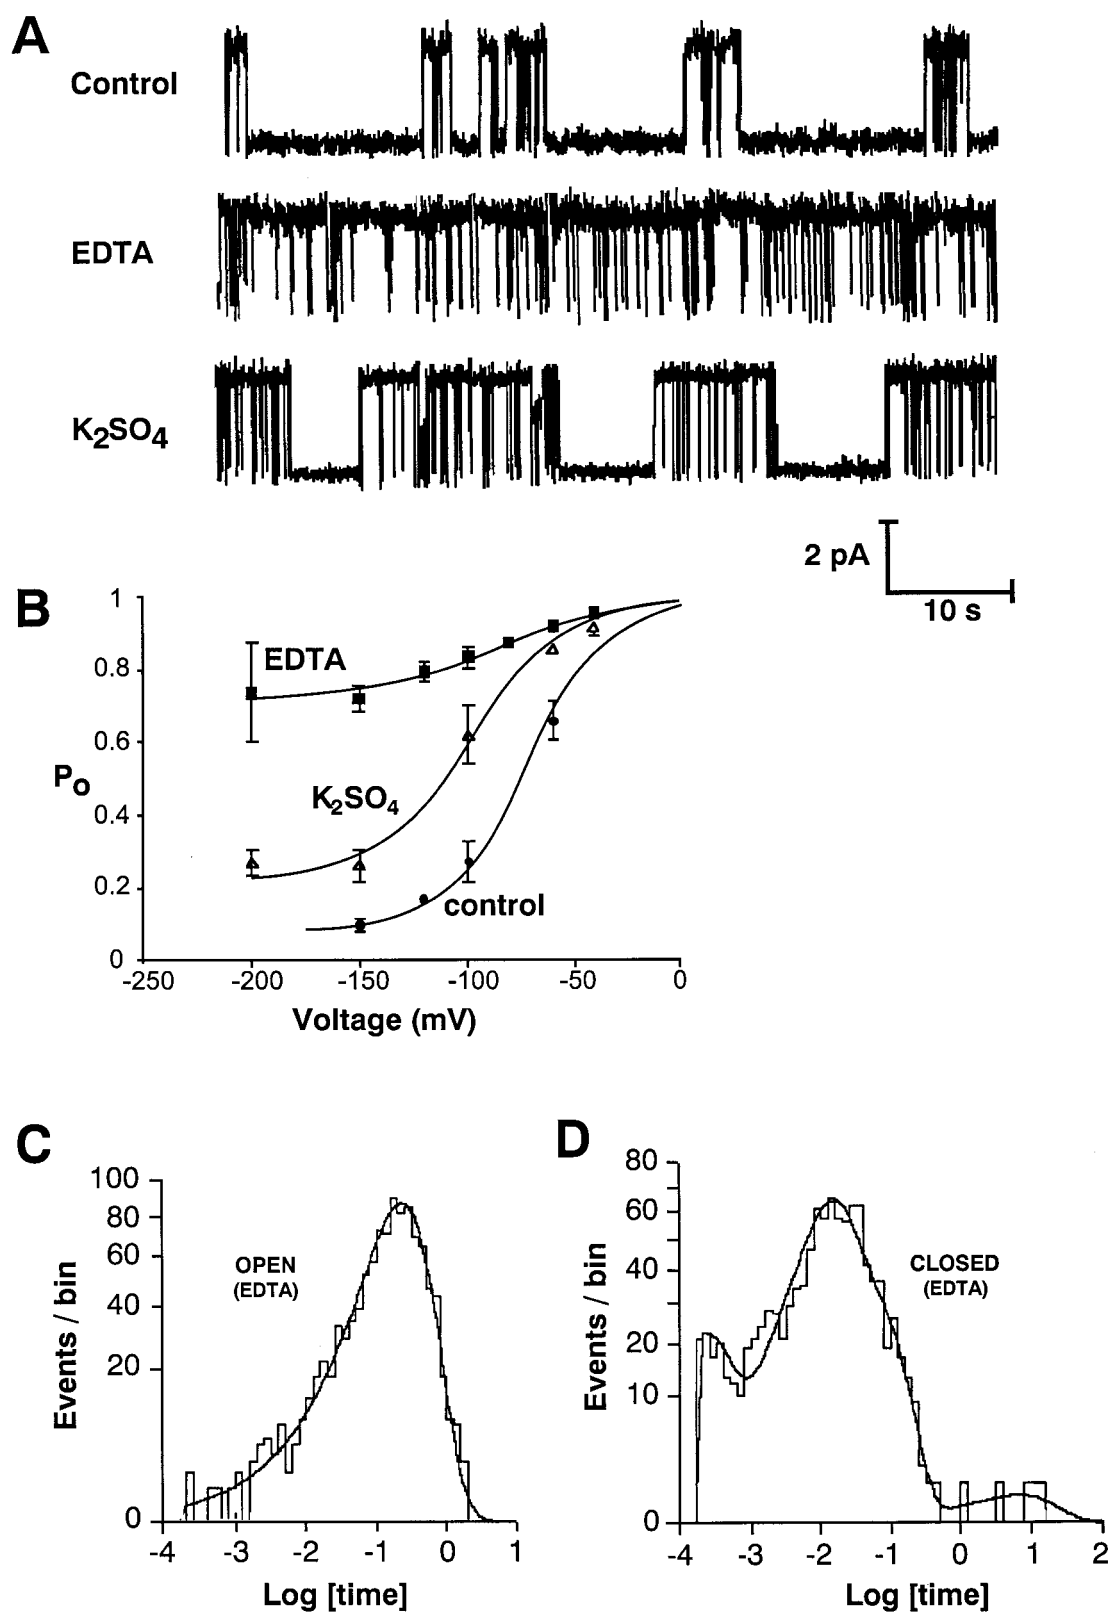 A
Control
EDTA
K2SO4
2 pA
10 s
B
1
0.8
0.6
0.4
0.2
0
Po
EDTA
K2SO4
control
-250
-200
-150
-100
-50
0
Voltage (mV)
C
100
80
60
40
20
0
Events / bin
OPEN
(EDTA)
-4
-3
-2
-1
0
1
Log [time]
D
80
60
40
20
10
0
Events / bin
CLOSED
(EDTA)
-4
-3
-2
-1
0
1
2
Log [time]